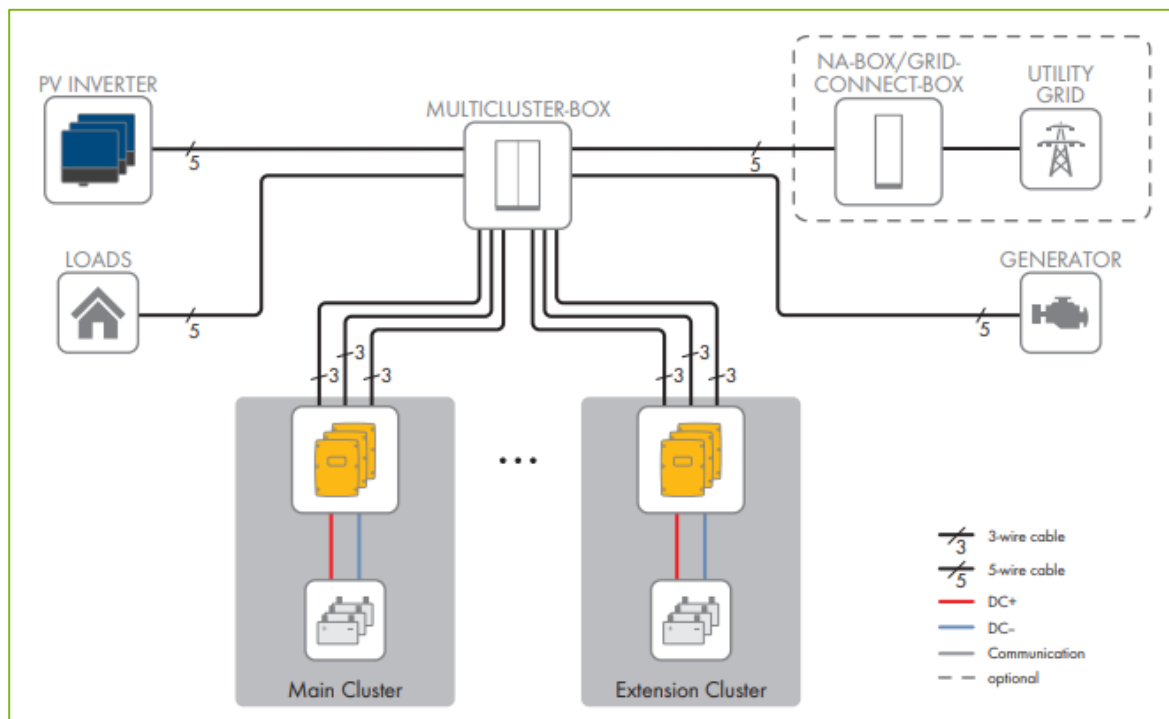 PV INVERTER
5
MULTICLUSTER-BOX
5
NA-BOX/GRID-
CONNECT-BOX
UTILITY
GRID
LOADS
5
GENERATOR
5
3
3
3
3
3
3
...
Main Cluster
Extension Cluster
3 3-wire cable
5 5-wire cable
DC+
DC–
Communication
optional